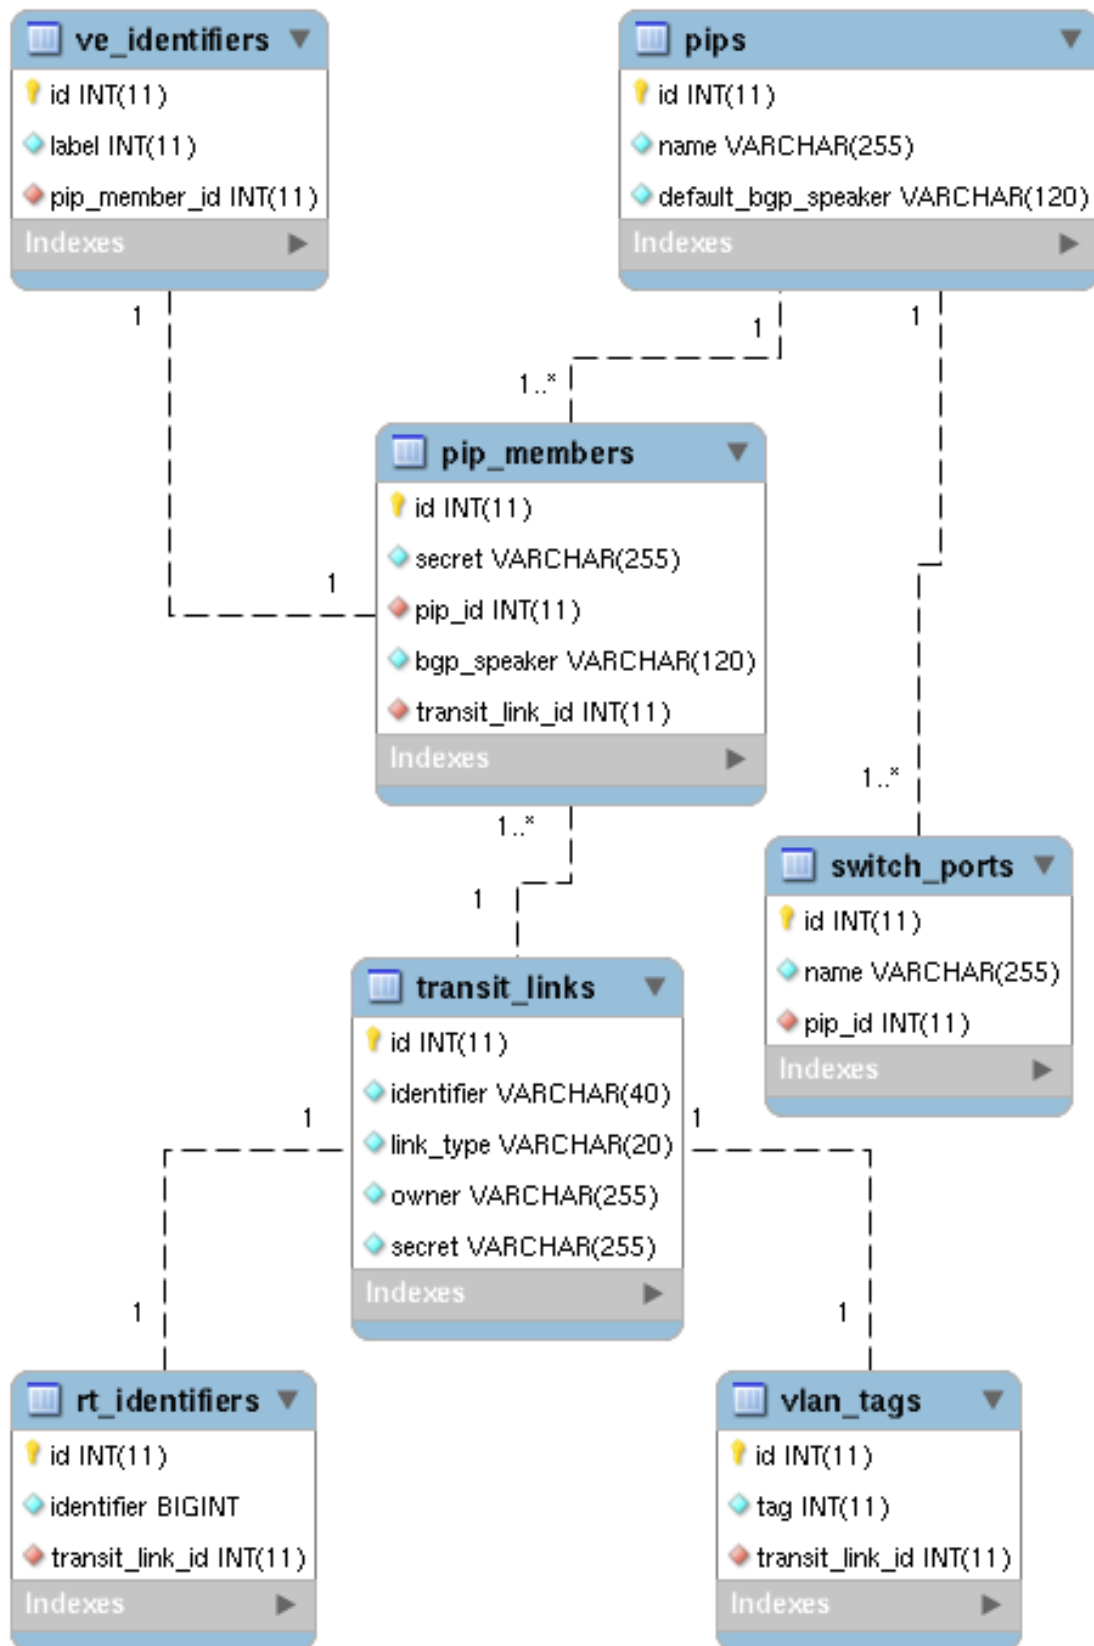 ve_identifiers
id INT(11)
label INT(11)
pip_member_id INT(11)
Indexes
pips
id INT(11)
name VARCHAR(255)
default_bgp_speaker VARCHAR(120)
Indexes
1
1
1
1..*
1
pip_members
id INT(11)
secret VARCHAR(255)
pip_id INT(11)
bgp_speaker VARCHAR(120)
transit_link_id INT(11)
Indexes
1..*
1..*
1
switch_ports
id INT(11)
name VARCHAR(255)
pip_id INT(11)
Indexes
transit_links
id INT(11)
identifier VARCHAR(40)
link_type VARCHAR(20)
owner VARCHAR(255)
secret VARCHAR(255)
Indexes
1
1
1
1
rt_identifiers
id INT(11)
identifier BIGINT
transit_link_id INT(11)
Indexes
vlan_tags
id INT(11)
tag INT(11)
transit_link_id INT(11)
Indexes